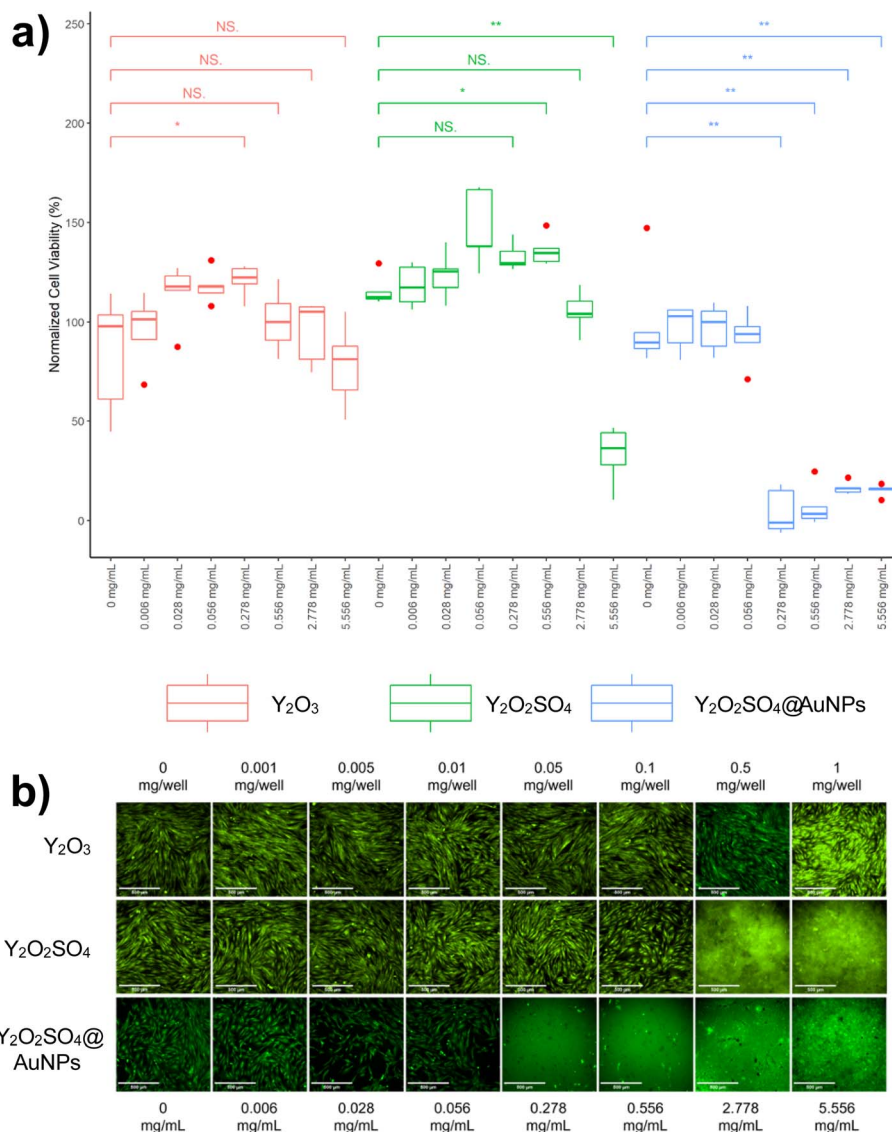 a)
250
200
150
100
50
0
Normalized Cell Viability (%)
NS.
NS.
NS.
*
**
NS.
*
NS.
**
**
**
**
0 mg/mL
0.006 mg/mL
0.028 mg/mL
0.056 mg/mL
0.278 mg/mL
0.556 mg/mL
2.778 mg/mL
5.556 mg/mL
0 mg/mL
0.006 mg/mL
0.028 mg/mL
0.056 mg/mL
0.278 mg/mL
0.556 mg/mL
2.778 mg/mL
5.556 mg/mL
0 mg/mL
0.006 mg/mL
0.028 mg/mL
0.056 mg/mL
0.278 mg/mL
0.556 mg/mL
2.778 mg/mL
5.556 mg/mL
Y₂O₃ Y₂O₂SO₄ Y₂O₂SO₄@AuNPs
b)
0 0.001 0.005 0.01 0.05 0.1 0.5 1
mg/well mg/well mg/well mg/well mg/well mg/well mg/well mg/well
Y₂O₃
Y₂O₂SO₄
Y₂O₂SO₄@
AuNPs
0 0.006 0.028 0.056 0.278 0.556 2.778 5.556
mg/mL mg/mL mg/mL mg/mL mg/mL mg/mL mg/mL mg/mL